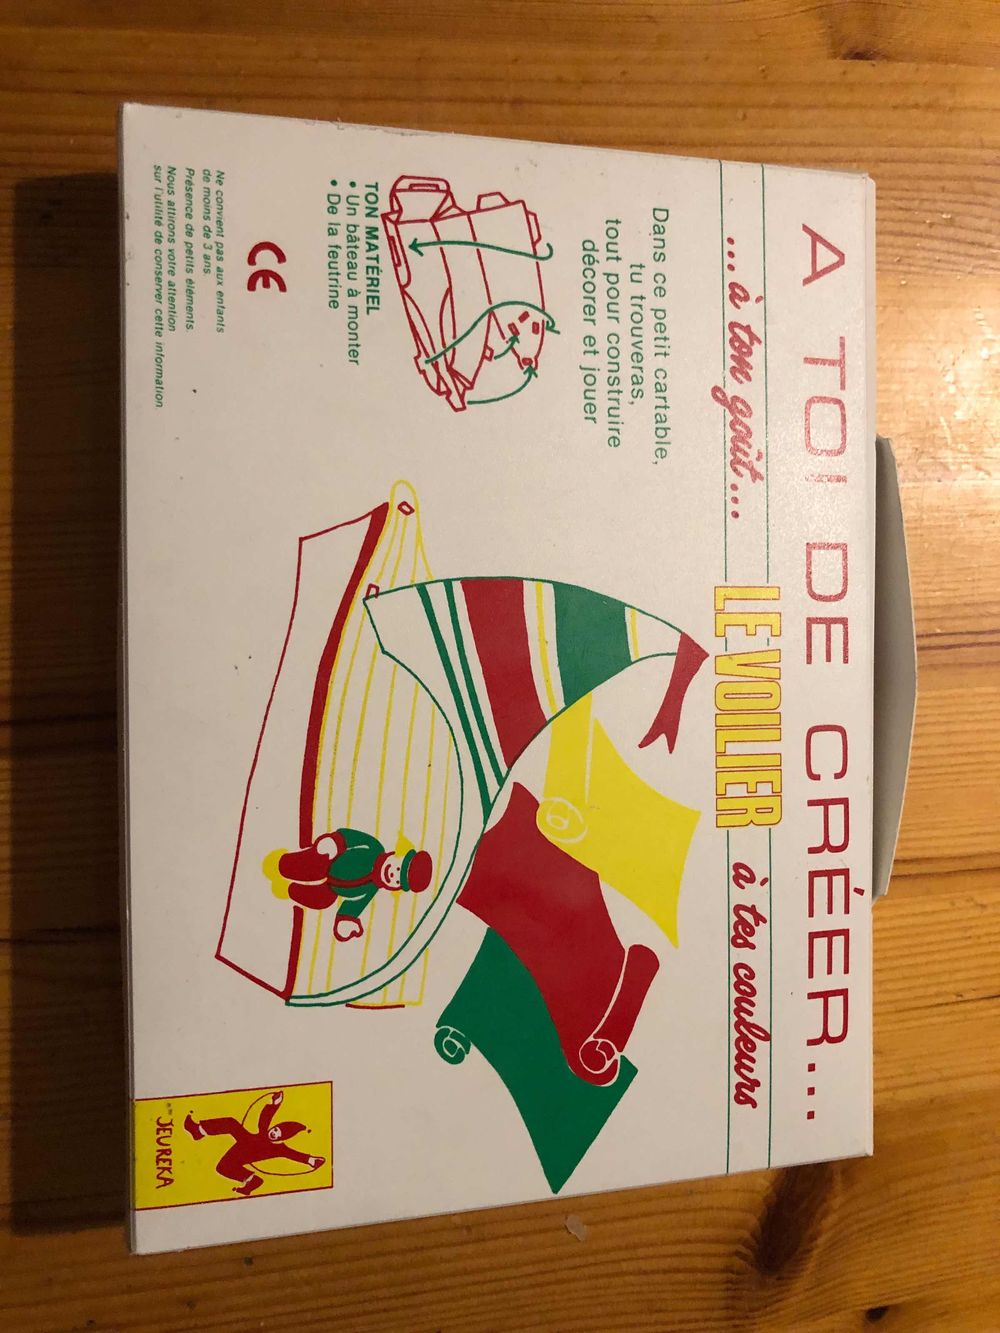 A TOI DE CRÉER...
...à ton goût... LE VOILIER à tes couleurs
Dans ce petit cartable,
tu trouveras,
tout pour construire
décorer et jouer
TON MATÉRIEL
• Un bâteau à monter
• De la feutrine
CE
Ne convient pas aux enfants
de moins de 3 ans.
Présence de petits éléments.
Nous attirons votre attention
sur l'utilité de conserver cette information
JEUREKA